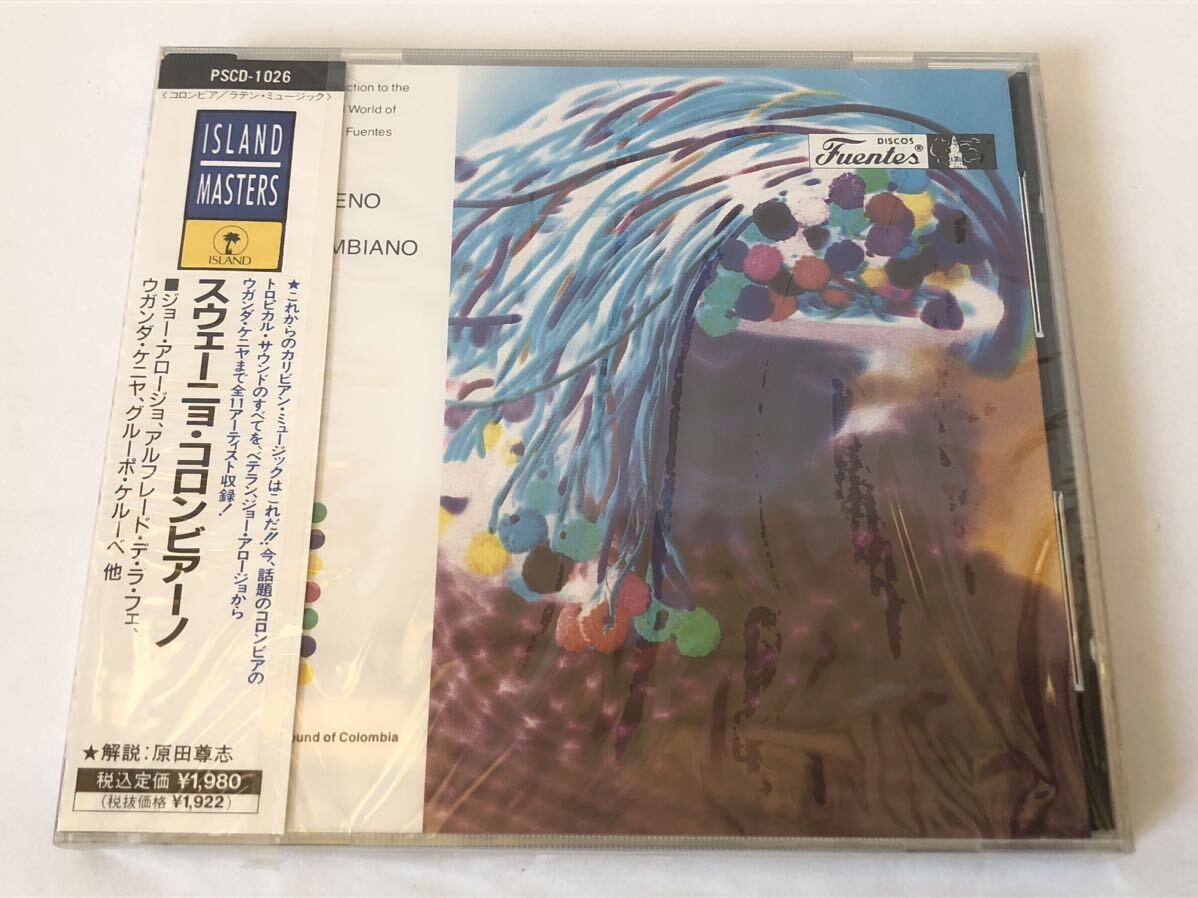 PSCD-1026
〈コロンビア/ラテン・ミュージック〉
ISLAND
MASTERS
ISLAND
★これからのカリビアン・ミュージックはこれだ!!今、話題のコロンビアの
トロピカル・サウンドのすべてを、ベテラン、ジョー・アロージョから
ウガンダ・ケニヤまで全11アーティスト収録!
スウェーニョ・コロンビアーノ
■ジョー・アロージョ、アルフレード・デ・ラ・フェ、
ウガンダ・ケニヤ、グルーポ・ケルーベ 他
★解説:原田尊志
税込定価 ¥1,980
(税抜価格 ¥1,922)
ction to the
World of
Fuentes
ENO
MBIANO
und of Colombia
DISCOS
Fuentes®